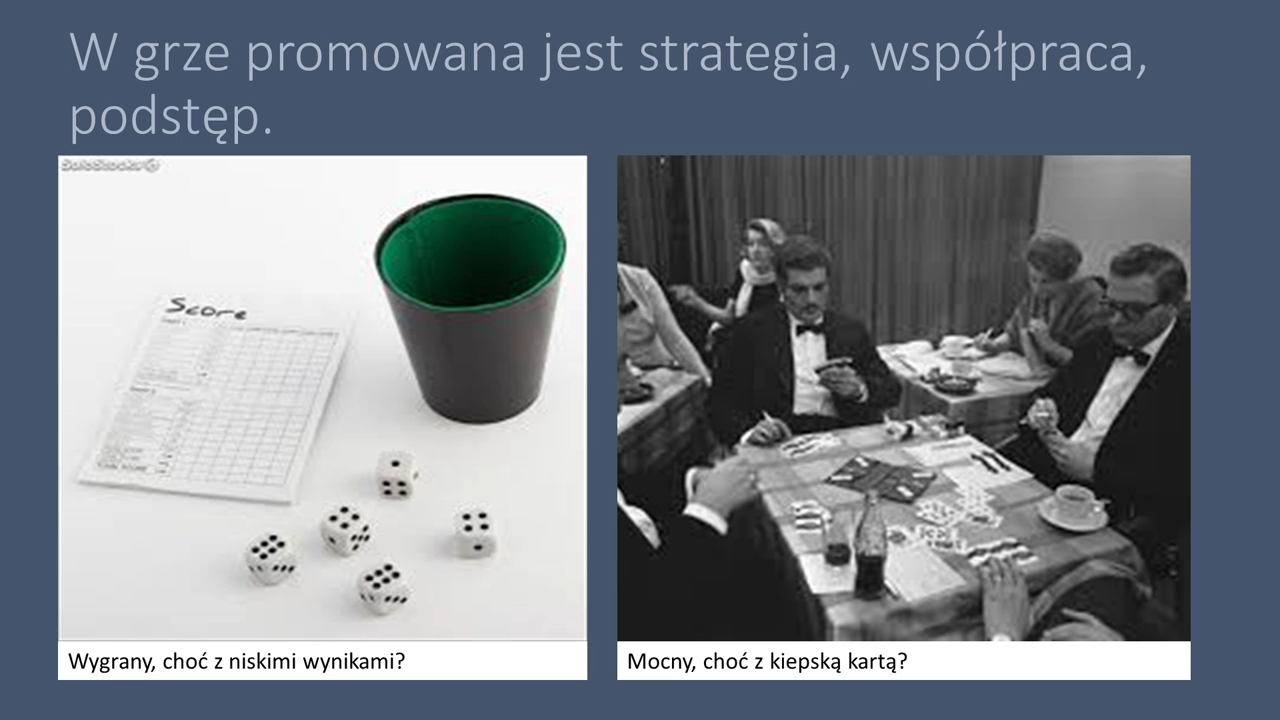 W grze promowana jest strategia, współpraca,
podstęp.
Score
Wygrany, choć z niskimi wynikami?
Mocny, choć z kiepską kartą?